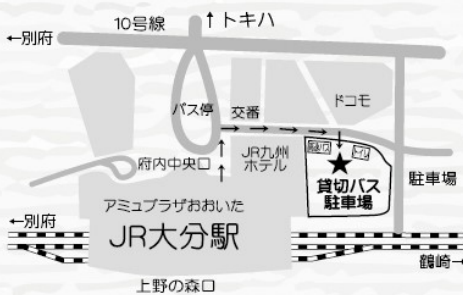 ↑トキハ
10号線
←別府
ドコモ
バス停
交番
府内中央口
JR九州
ホテル
トイレ
貸切バス
駐車場
駐車場
アミュプラザおおいた
←別府
JR大分駅
鶴崎→
上野の森口